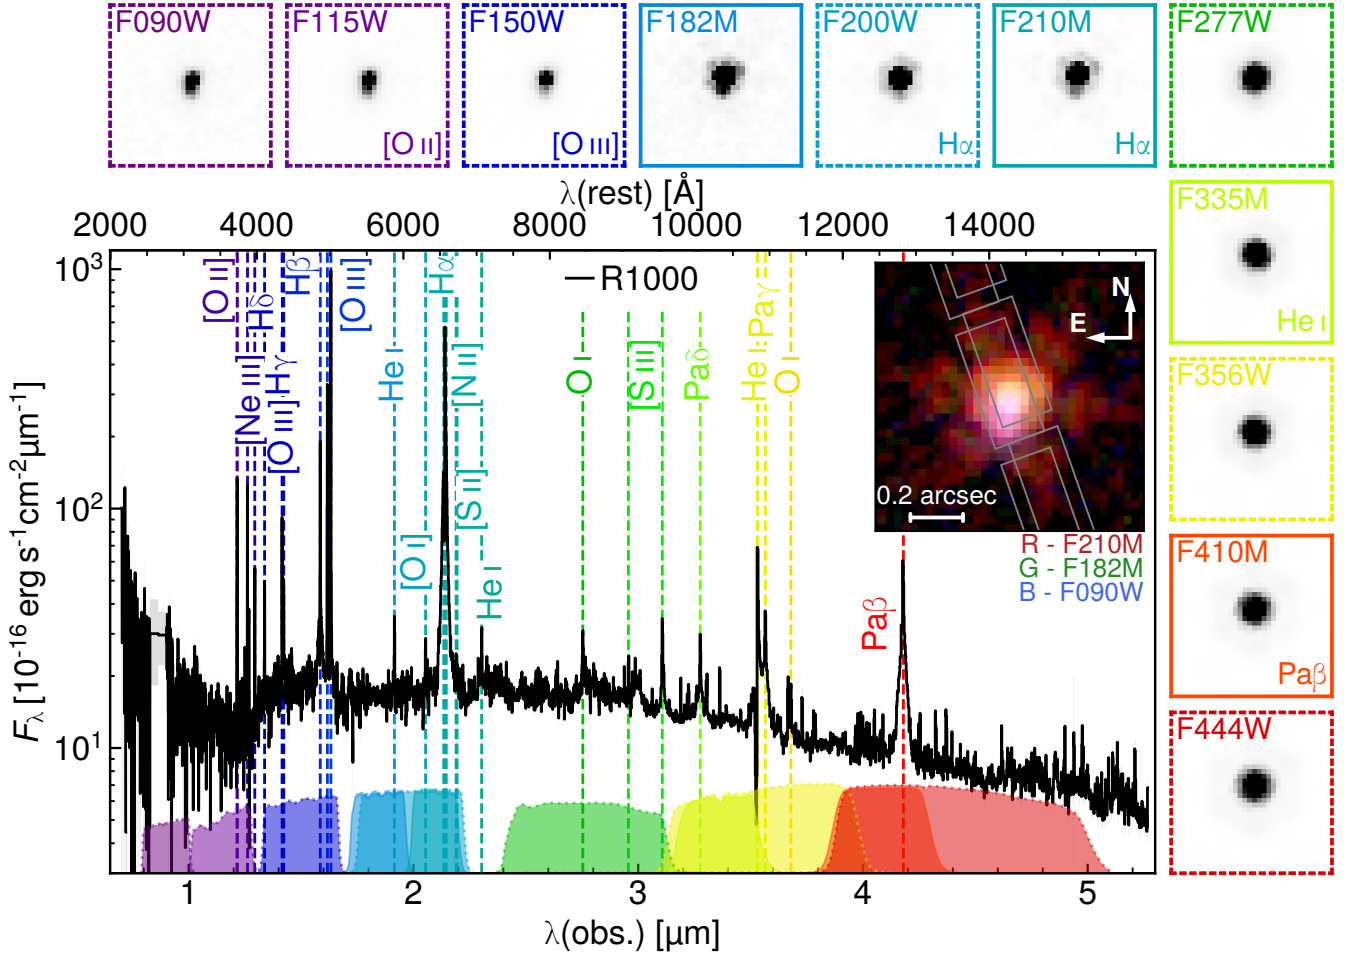 F090W
F115W
[O II]
F150W
[O III]
F182M
F200W
Hα
F210M
Hα
F277W
F335M
He I
F356W
F410M
Paβ
F444W
λ(rest) [Å]
2000 4000 6000 8000 10000 12000 14000
[O II]
[Ne III]
Hδ
[O III]
Hγ
Hβ
[O III]
He I
[O I]
Hα
[N II]
[S II]
He I
O I
[S III]
Paδ
He I
Paγ
O I
Paβ
R1000
N
E
0.2 arcsec
R - F210M
G - F182M
B - F090W
10³
10²
10¹
Fλ [10⁻¹⁶ erg s⁻¹cm⁻²μm⁻¹]
1 2 3 4 5
λ(obs.) [μm]